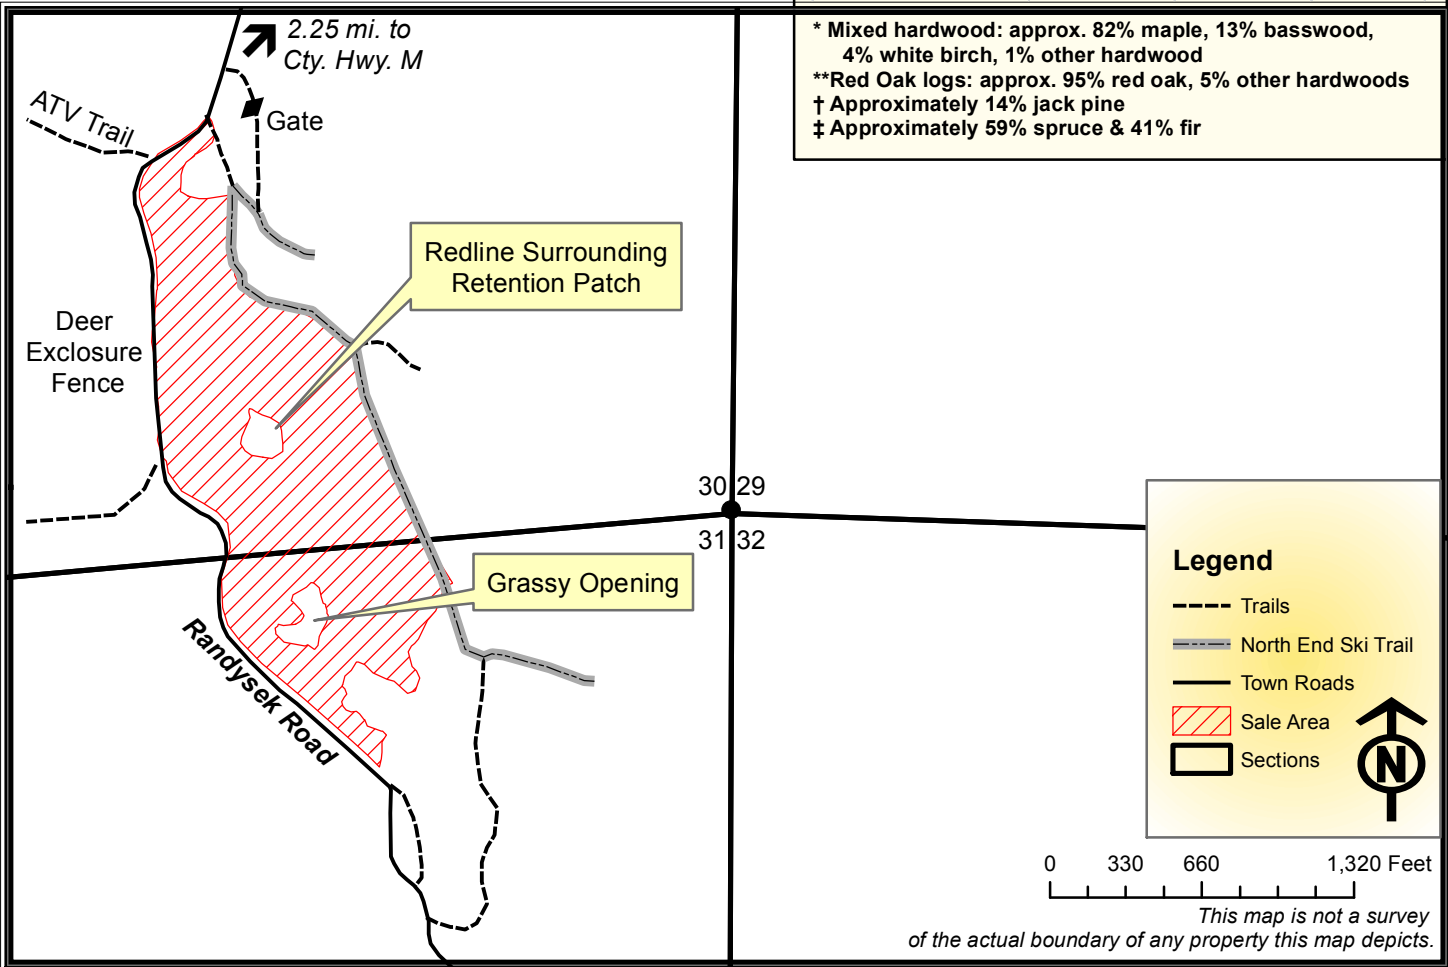 * Mixed hardwood: approx. 82% maple, 13% basswood,
4% white birch, 1% other hardwood
**Red Oak logs: approx. 95% red oak, 5% other hardwoods
† Approximately 14% jack pine
‡ Approximately 59% spruce & 41% fir
2.25 mi. to
Cty. Hwy. M
ATV Trail
Gate
Redline Surrounding
Retention Patch
Deer
Exclosure
Fence
30 29
31 32
Grassy Opening
Randysek Road
Legend
Trails
North End Ski Trail
Town Roads
Sale Area
Sections
N
0 330 660 1,320 Feet
This map is not a survey
of the actual boundary of any property this map depicts.